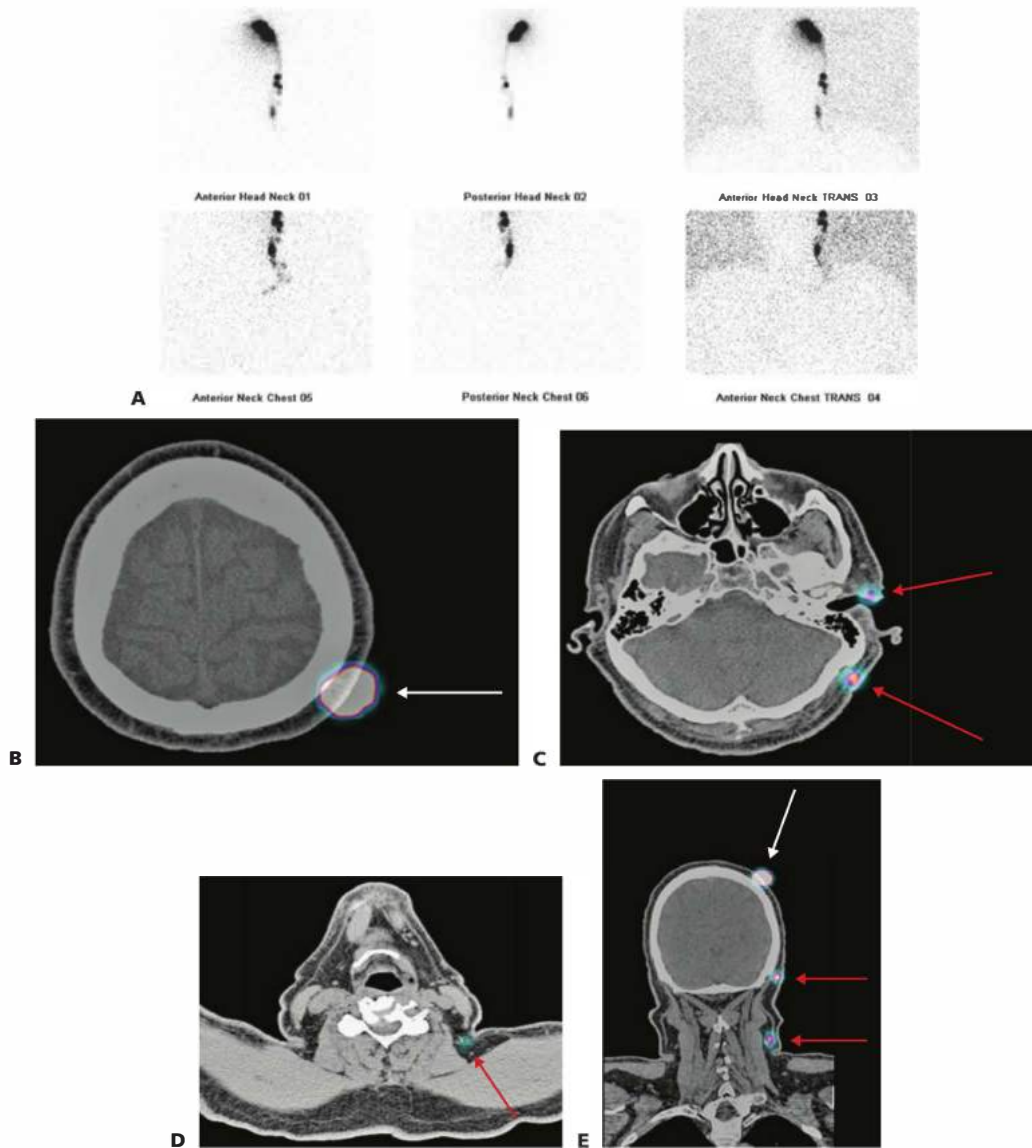 Anterior Head Neck 01
Posterior Head Neck 02
Anterior Head Neck TRANS 03
A
Anterior Neck Chest 05
Posterior Neck Chest 06
Anterior Neck Chest TRANS 04
B
C
D
E